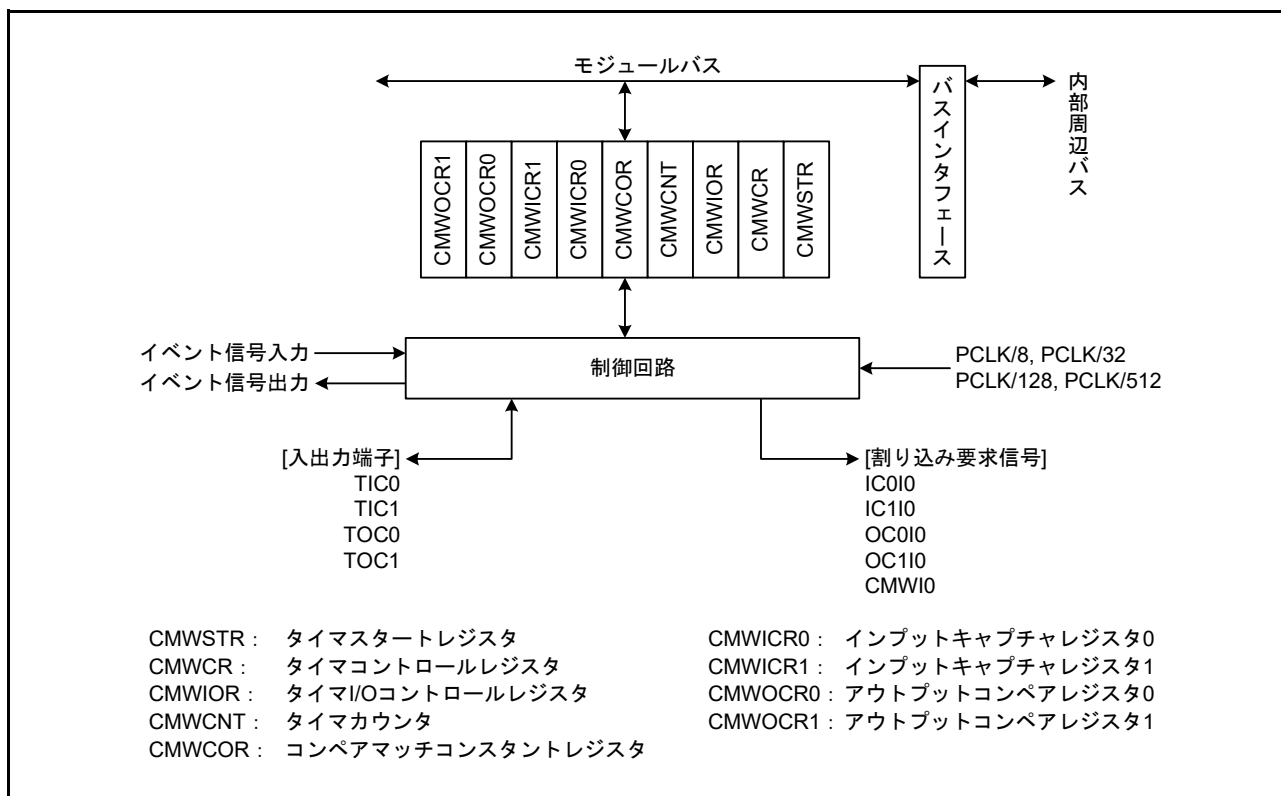 モジュールバス
バスインタフェース
内部周辺バス
CMWOCR1
CMWOCR0
CMWICR1
CMWICR0
CMWCOR
CMWCNT
CMWIOR
CMWCR
CMWSTR
イベント信号入力
イベント信号出力
制御回路
PCLK/8, PCLK/32
PCLK/128, PCLK/512
[入出力端子]
TIC0
TIC1
TOC0
TOC1
[割り込み要求信号]
IC0I0
IC1I0
OC0I0
OC1I0
CMWI0
CMWSTR : タイマスタートレジスタ
CMWCR : タイマコントロールレジスタ
CMWIOR : タイマI/Oコントロールレジスタ
CMWCNT : タイマカウンタ
CMWCOR : コンペアマッチコンスタントレジスタ
CMWICR0 : インプットキャプチャレジスタ0
CMWICR1 : インプットキャプチャレジスタ1
CMWOCR0 : アウトプットコンペアレジスタ0
CMWOCR1 : アウトプットコンペアレジスタ1